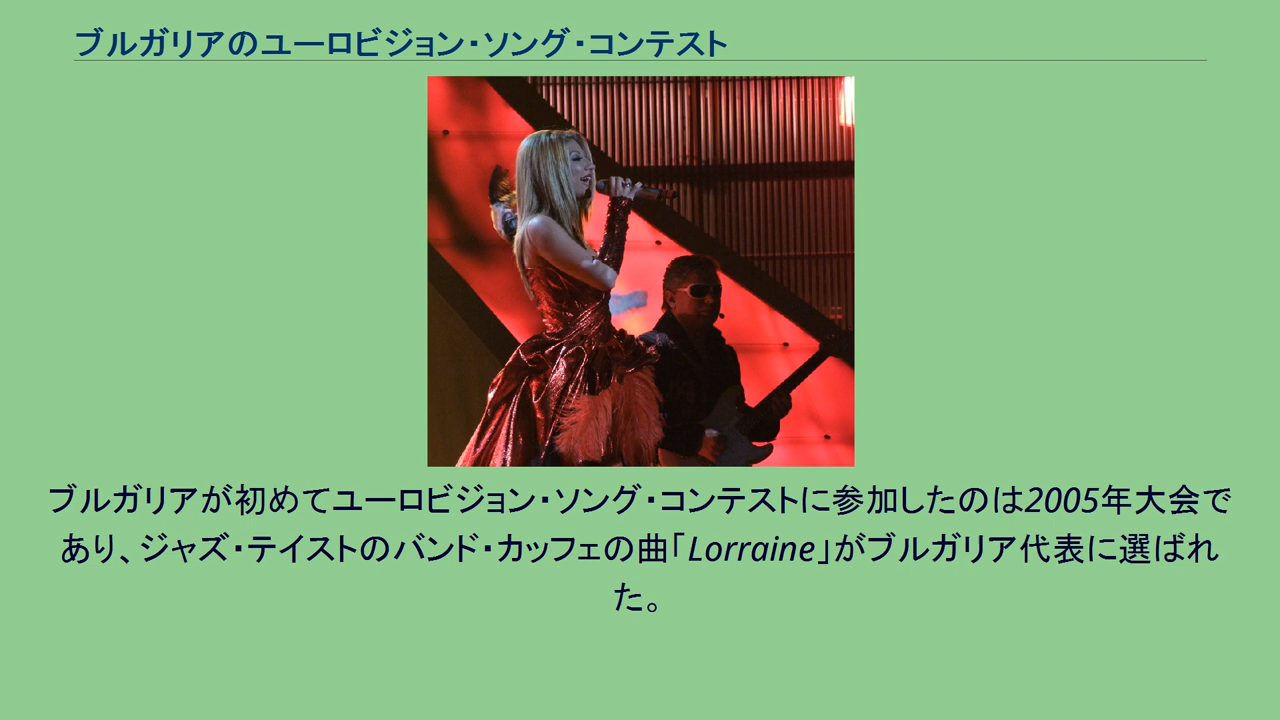 ブルガリアのユーロビジョン・ソング・コンテスト
ブルガリアが初めてユーロビジョン・ソング・コンテストに参加したのは2005年大会で
あり、ジャズ・テイストのバンド・カッフェの曲「Lorraine」がブルガリア代表に選ばれ
た。